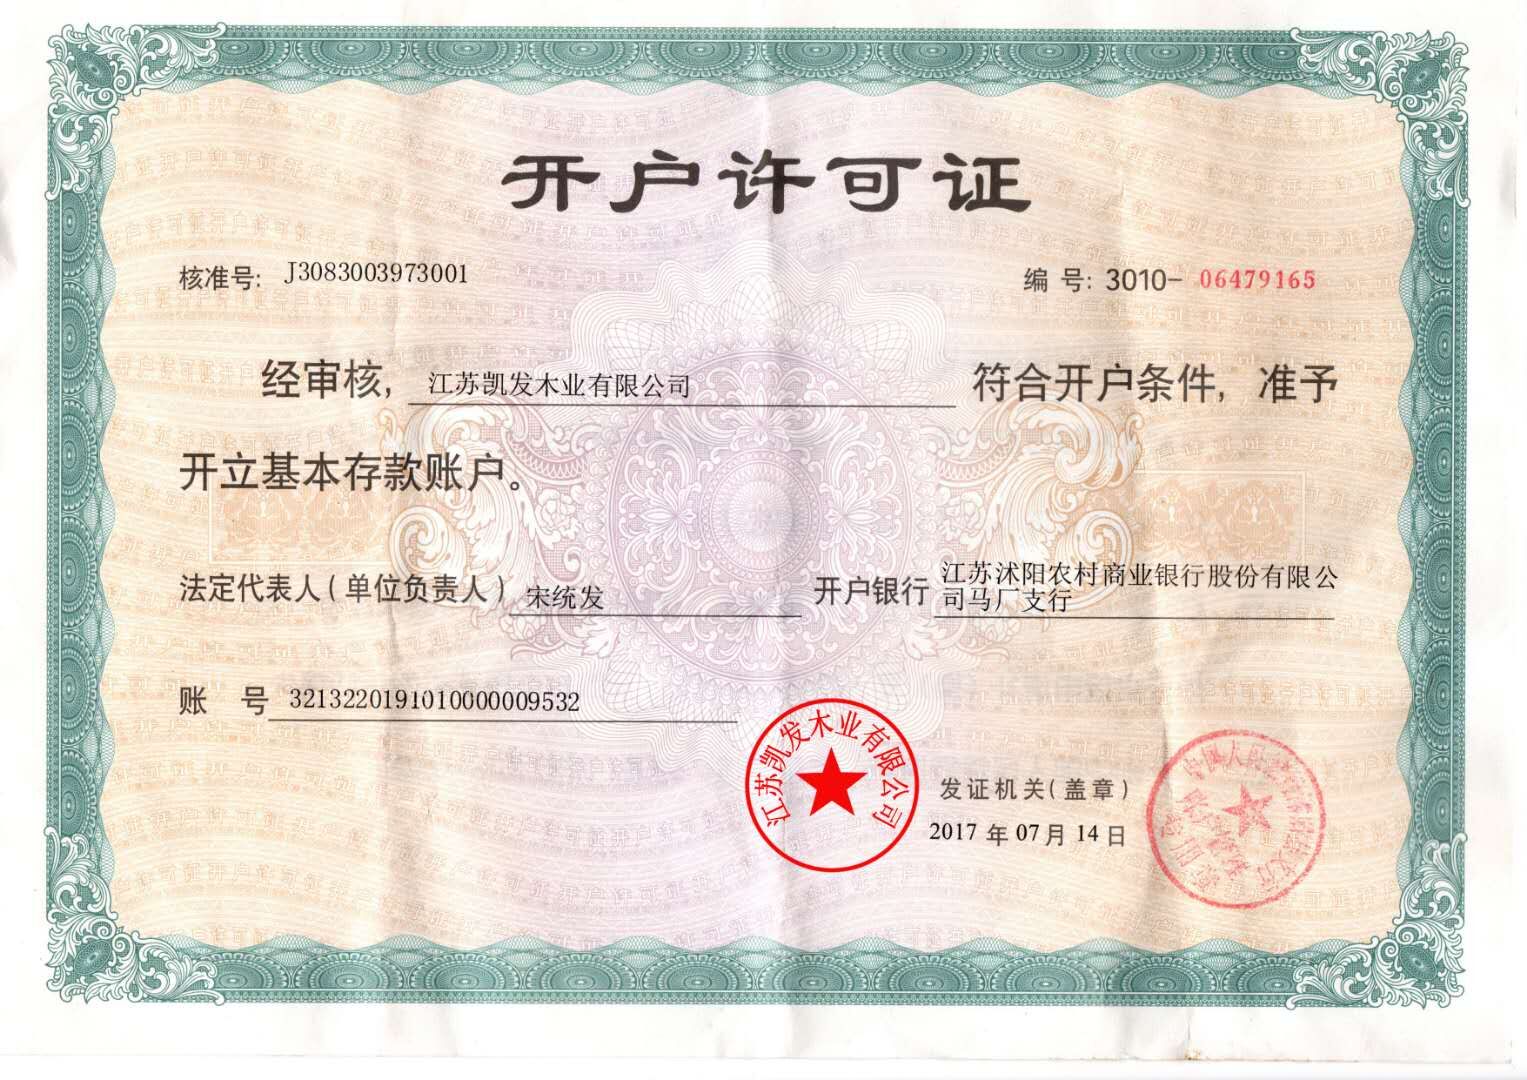 开户许可证
核准号: J3083003973001
编 号: 3010- 06479165
经审核, 江苏凯发木业有限公司 符合开户条件, 准予
开立基本存款账户。
法定代表人(单位负责人) 宋统发
开户银行 江苏沭阳农村商业银行股份有限公
司马厂支行
账 号 3213220191010000009532
江苏凯发木业有限公司
发证机关(盖章)
2017 年 07 月 14 日